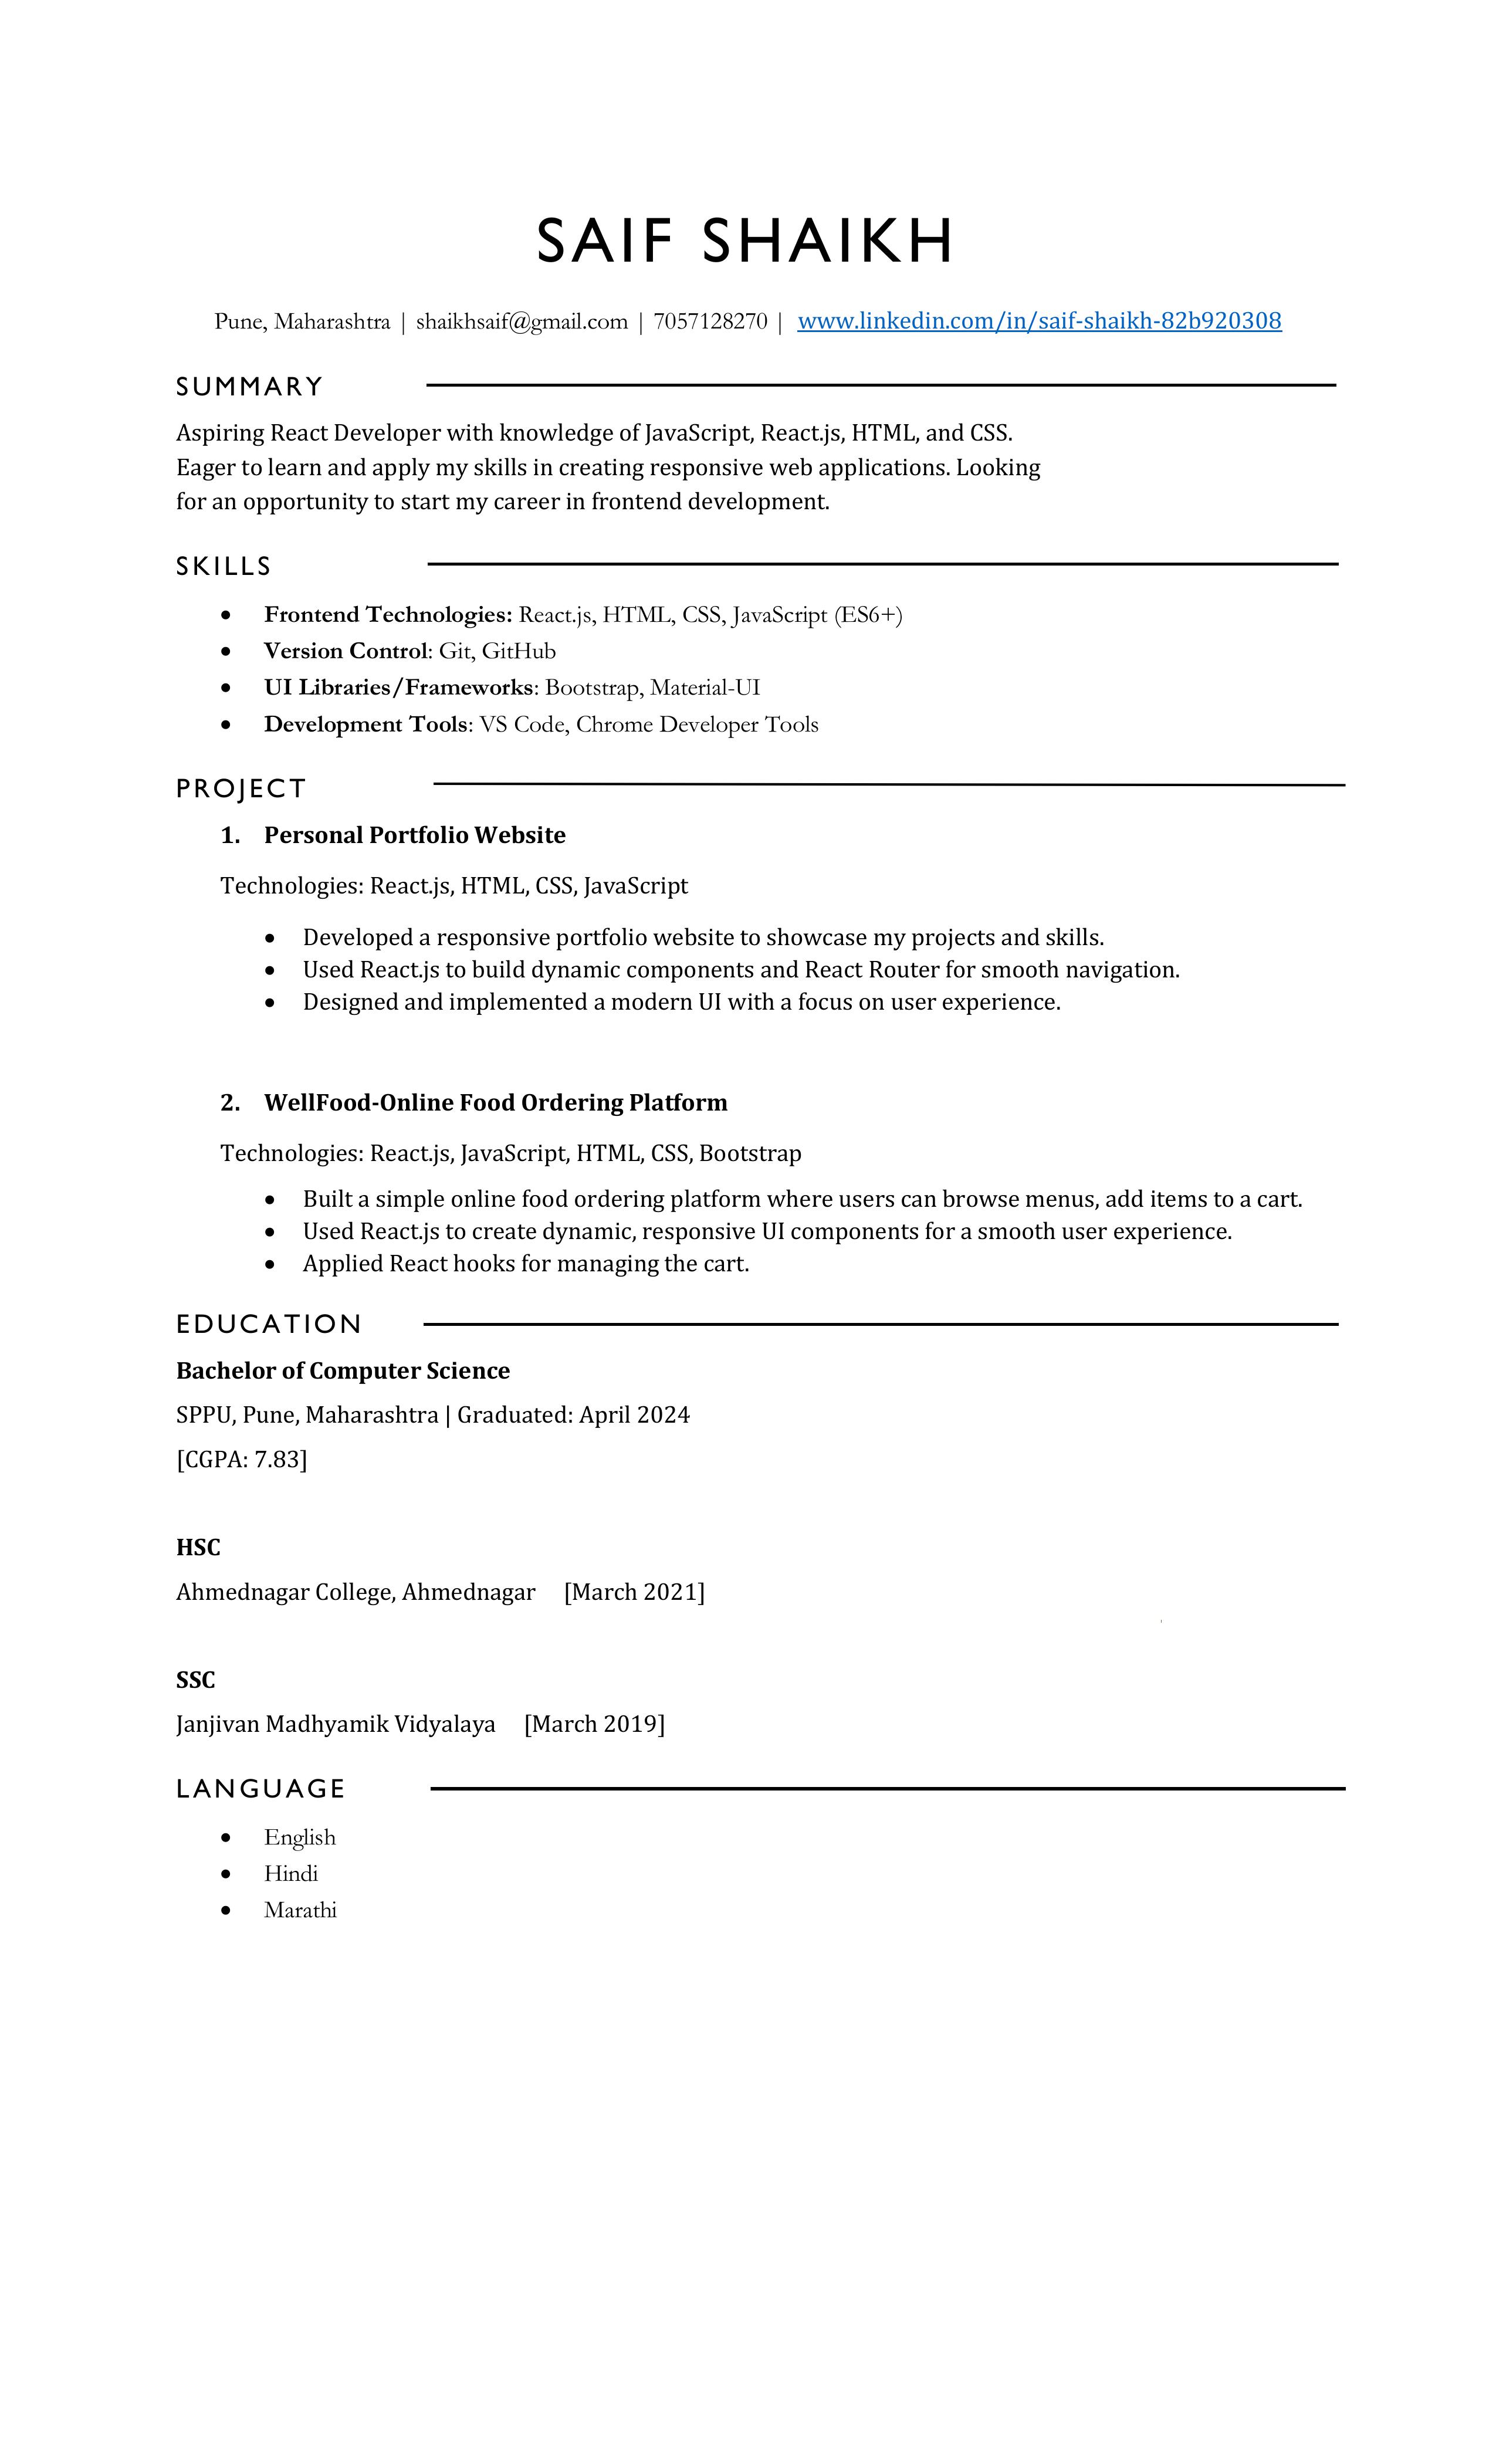 SAIF SHAIKH
Pune, Maharashtra | shaikhsaif@gmail.com | 7057128270 | www.linkedin.com/in/saif-shaikh-82b920308
SUMMARY
Aspiring React Developer with knowledge of JavaScript, React.js, HTML, and CSS.
Eager to learn and apply my skills in creating responsive web applications. Looking
for an opportunity to start my career in frontend development.
SKILLS
• Frontend Technologies: React.js, HTML, CSS, JavaScript (ES6+)
• Version Control: Git, GitHub
• UI Libraries/Frameworks: Bootstrap, Material-UI
• Development Tools: VS Code, Chrome Developer Tools
PROJECT
1. Personal Portfolio Website
Technologies: React.js, HTML, CSS, JavaScript
• Developed a responsive portfolio website to showcase my projects and skills.
• Used React.js to build dynamic components and React Router for smooth navigation.
• Designed and implemented a modern UI with a focus on user experience.
2. WellFood-Online Food Ordering Platform
Technologies: React.js, JavaScript, HTML, CSS, Bootstrap
• Built a simple online food ordering platform where users can browse menus, add items to a cart.
• Used React.js to create dynamic, responsive UI components for a smooth user experience.
• Applied React hooks for managing the cart.
EDUCATION
Bachelor of Computer Science
SPPU, Pune, Maharashtra | Graduated: April 2024
[CGPA: 7.83]
HSC
Ahmednagar College, Ahmednagar [March 2021]
SSC
Janjivan Madhyamik Vidyalaya [March 2019]
LANGUAGE
• English
• Hindi
• Marathi